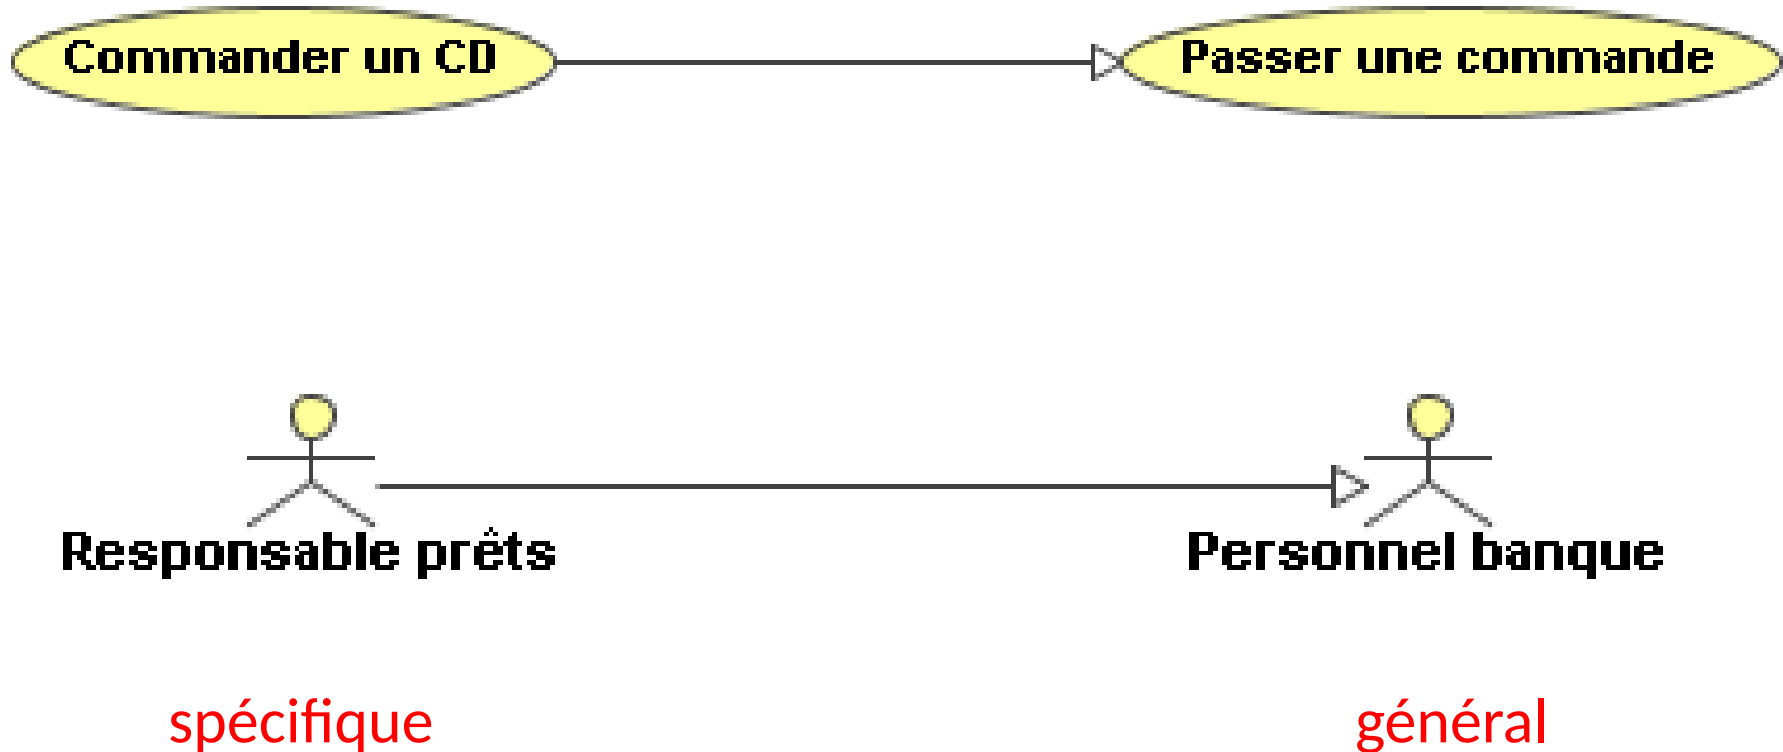 Commander un CD
Passer une commande
Responsable prêts
Personnel banque
spécifique
général